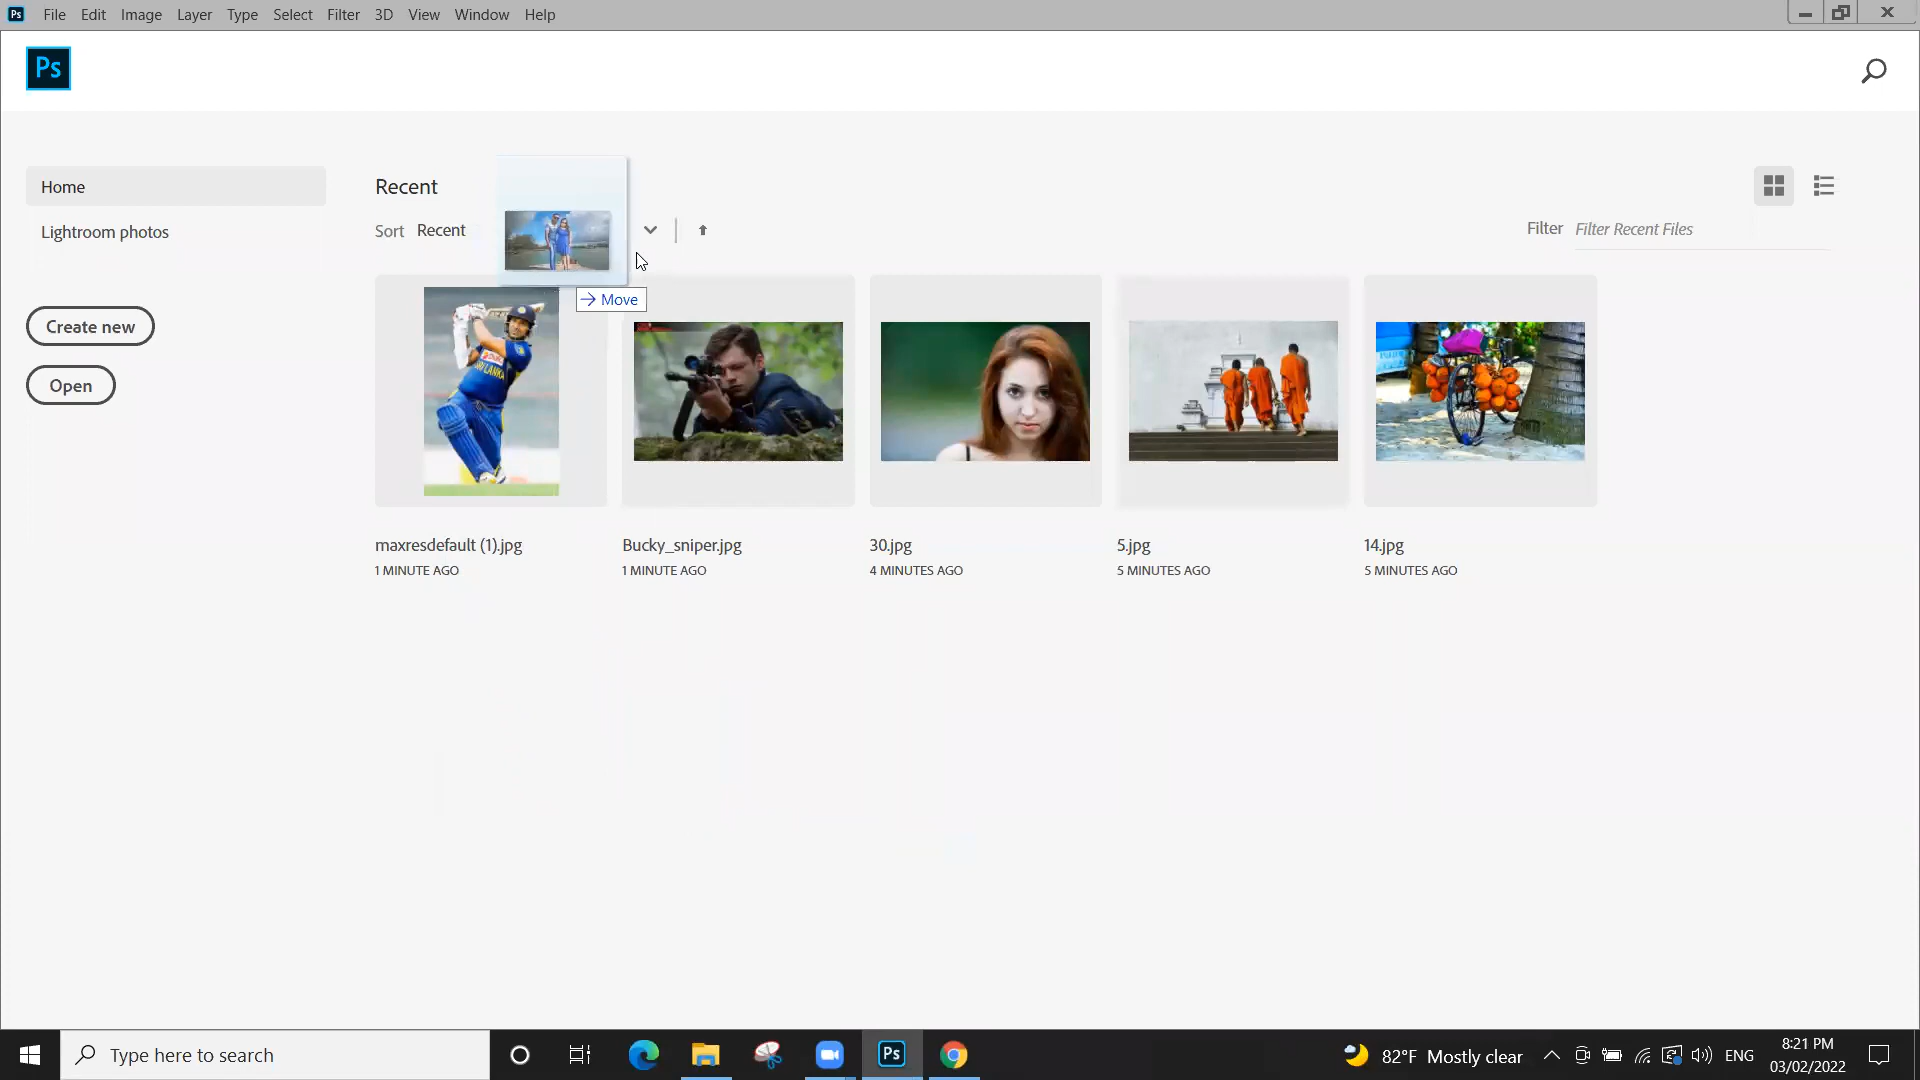 Ps File Edit Image Layer Type Select Filter 3D View Window Help
Ps
Home
Lightroom photos
Create new
Open
Recent
Sort Recent
Filter Filter Recent Files
Move
SRI LANKA
maxresdefault (1).jpg
1 MINUTE AGO
Bucky_sniper.jpg
1 MINUTE AGO
30.jpg
4 MINUTES AGO
5.jpg
5 MINUTES AGO
14.jpg
5 MINUTES AGO
Type here to search
Ps
82°F Mostly clear
ENG
8:21 PM
03/02/2022